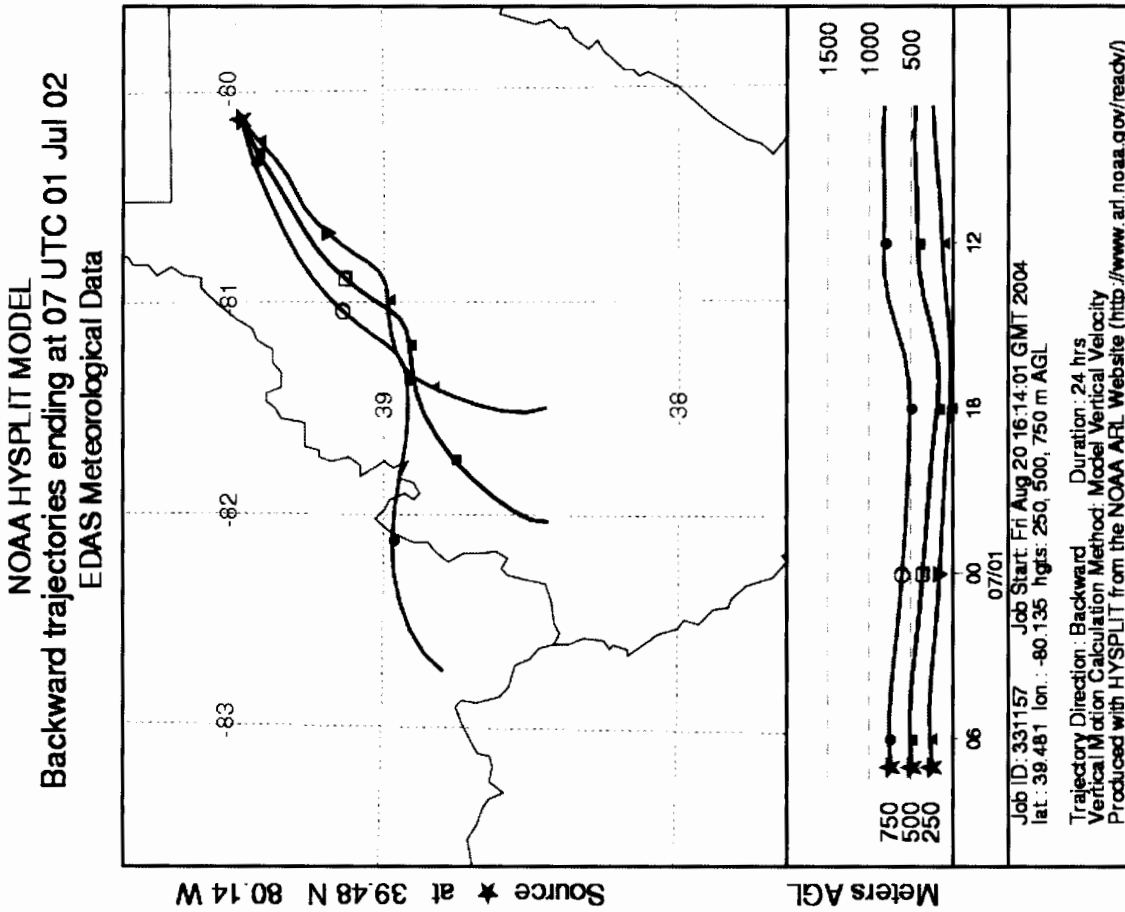 NOAA HYSPLIT MODEL
Backward trajectories ending at 07 UTC 01 Jul 02
EDAS Meteorological Data
Source ★ at 39.48 N 80.14 W
-83
-82
-81
-80
39
38
Meters AGL
750
500
250
1500
1000
500
06
00
18
12
07/01
Job ID: 331157 Job Start: Fri Aug 20 16:14:01 GMT 2004
lat.: 39.481 lon.: -80.135 hgts: 250, 500, 750 m AGL
Trajectory Direction: Backward Duration: 24 hrs
Vertical Motion Calculation Method: Model Vertical Velocity
Produced with HYSPLIT from the NOAA ARL Website (http://www.arl.noaa.gov/ready/)